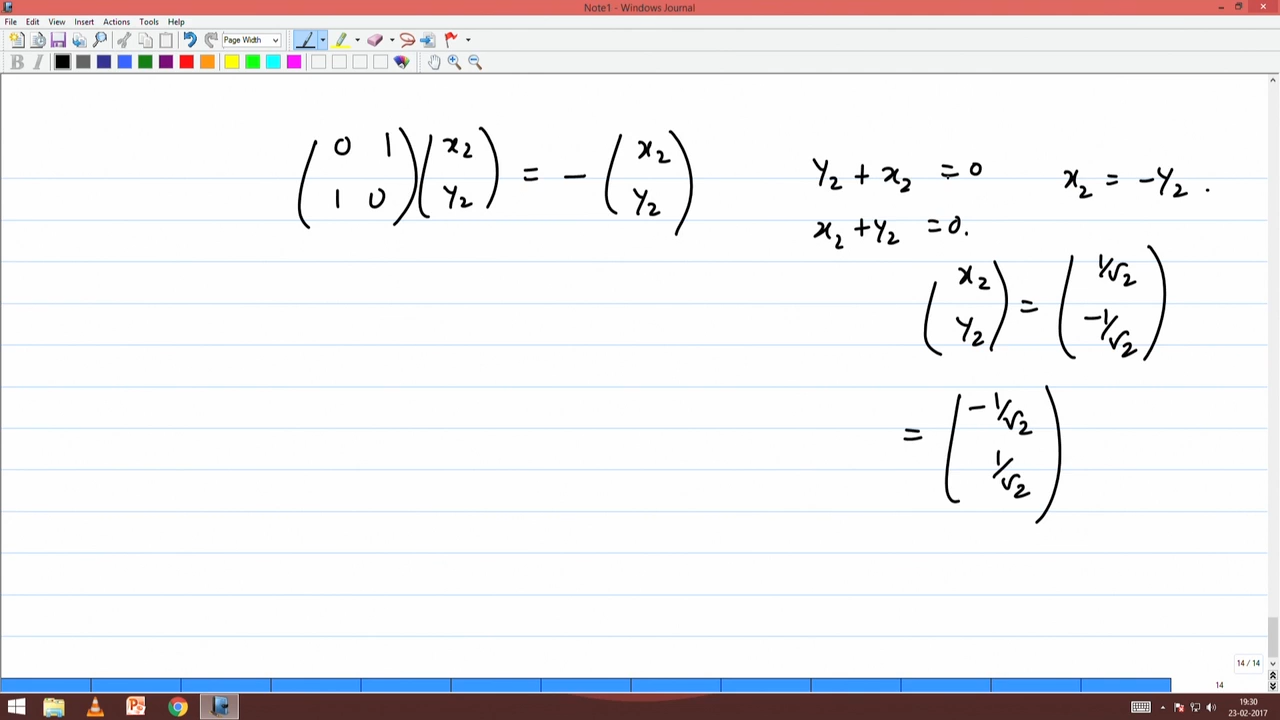 Note1 - Windows Journal
File Edit View Insert Actions Tools Help
Page Width
B I
( 0 1 ) ( x₂ ) = - ( x₂ )
( 1 0 ) ( y₂ ) ( y₂ )
y₂ + x₂ = 0 x₂ = -y₂ .
x₂ + y₂ = 0.
( x₂ ) = ( 1/√2 )
( y₂ ) ( -1/√2 )
= ( -1/√2 )
( 1/√2 )
14 / 14
14
19:30
23-02-2017